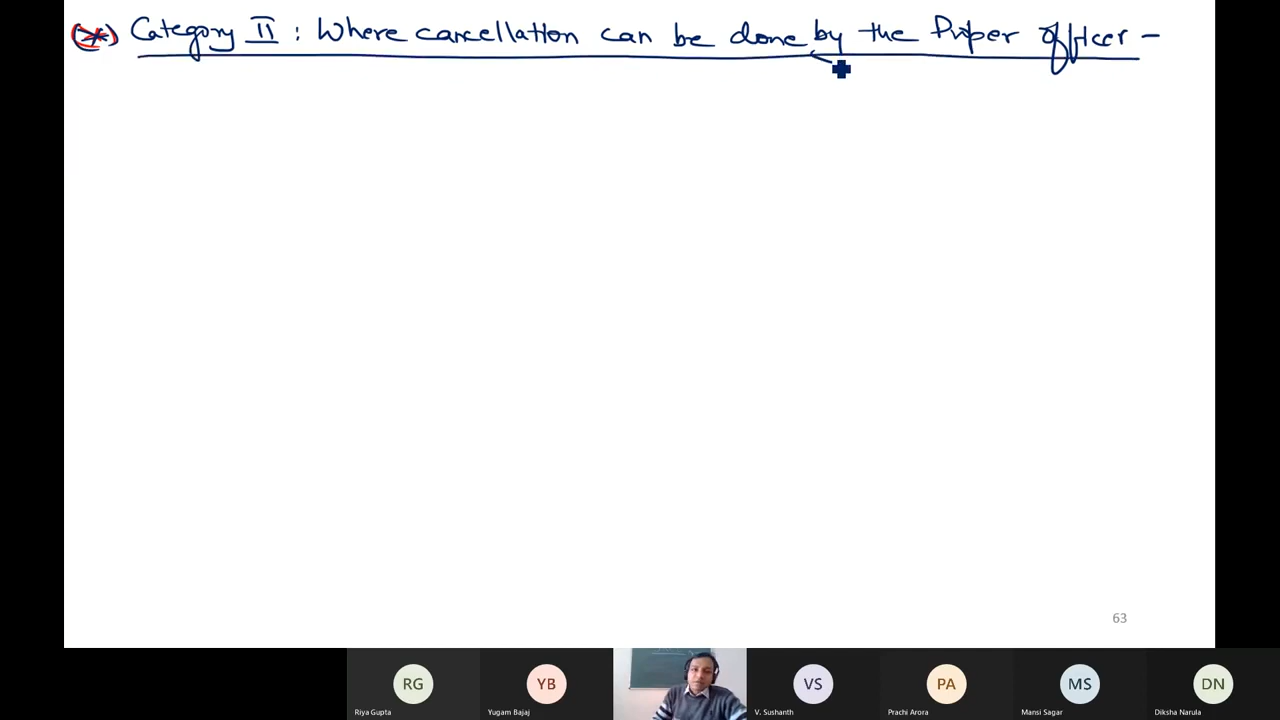 (*) Category II : Where cancellation can be done by the Proper officer -
63
RG
YB
VS
PA
MS
DN
Riya Gupta
Yugam Bajaj
V. Sushanth
Prachi Arora
Mansi Sagar
Diksha Narula